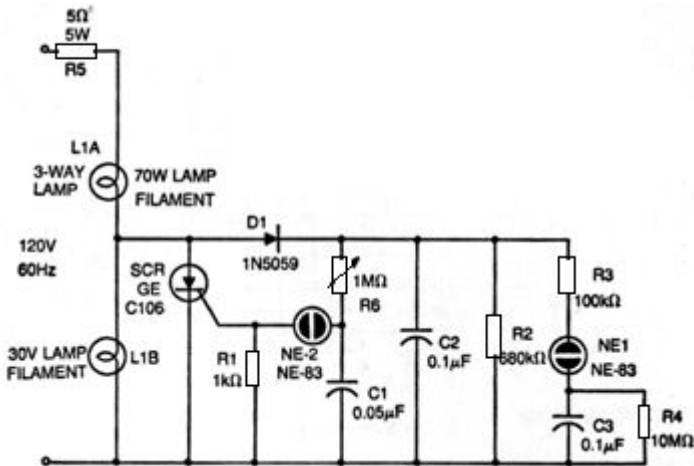 5Ω
5W
R5
L1A
3-WAY
LAMP
70W LAMP
FILAMENT
D1
1N5059
120V
60Hz
SCR
GE
C106
1MΩ
R6
R3
100kΩ
30V LAMP
FILAMENT
L1B
R1
1kΩ
NE-2
NE-83
C1
0.05µF
C2
0.1µF
R2
680kΩ
NE1
NE-83
C3
0.1µF
R4
10MΩ